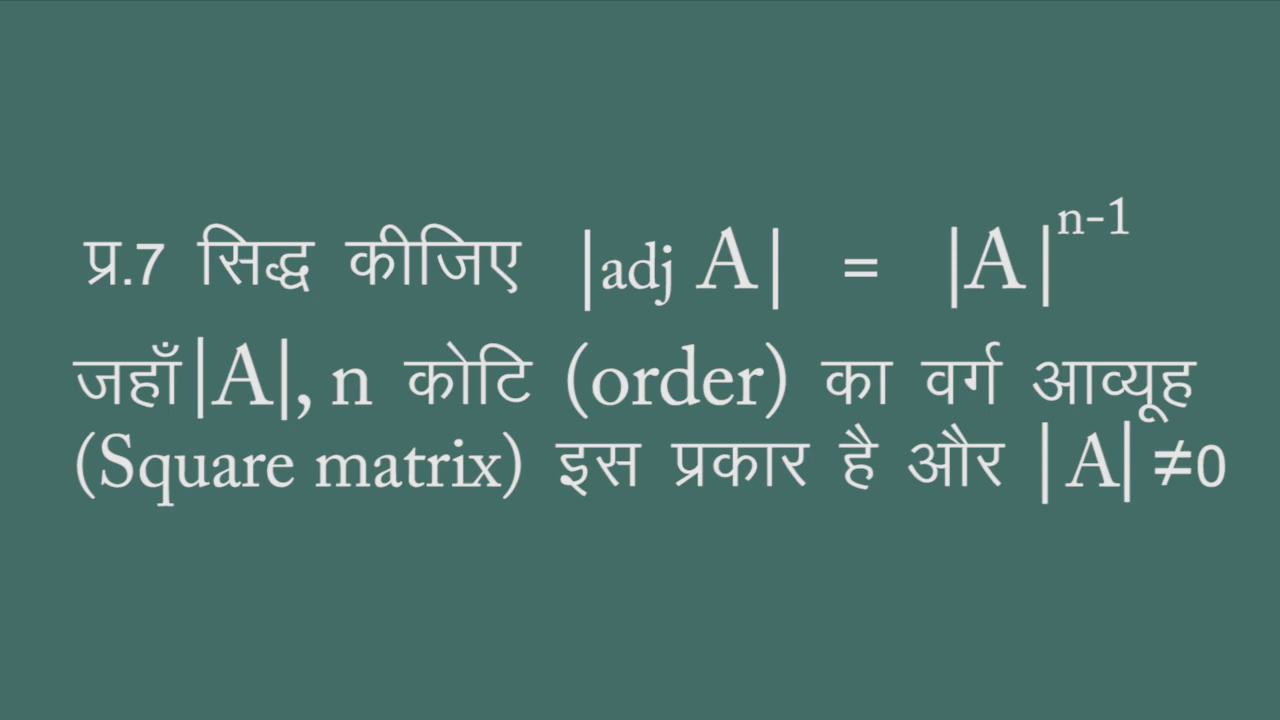 प्र.7 सिद्ध कीजिए |adj A| = |A|ⁿ⁻¹
जहाँ |A|, n कोटि (order) का वर्ग आव्यूह
(Square matrix) इस प्रकार है और |A| ≠0